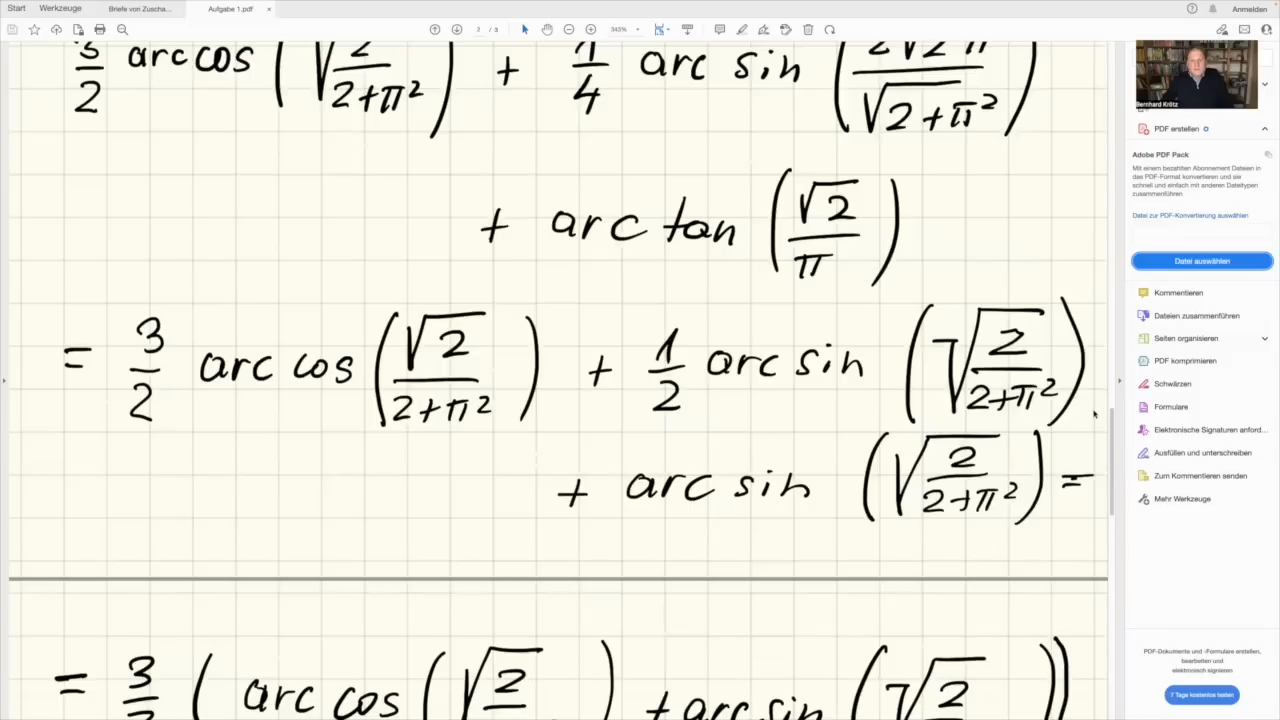 Start Werkzeuge Briefe von Zuscha... Aufgabe 1.pdf × Anmelden
/ 3 343%
3/2 arc cos (√(2/(2+π²))) + 1/4 arc sin (2√2 π/√(2+π²))
+ arc tan (√2/π)
= 3/2 arc cos (√2/(2+π²)) + 1/2 arc sin (√(2/(2+π²)))
+ arc sin (√(2/(2+π²))) =
= 3/2 (arc cos (√2 + arc sin (√2))
Bernhard Krötz
PDF erstellen
Adobe PDF Pack
Mit einem bezahlten Abonnement Dateien in
das PDF-Format konvertieren und sie
schnell und einfach mit anderen Dateitypen
zusammenführen
Datei zur PDF-Konvertierung auswählen
Datei auswählen
Kommentieren
Dateien zusammenführen
Seiten organisieren
PDF komprimieren
Schwärzen
Formulare
Elektronische Signaturen anford...
Ausfüllen und unterschreiben
Zum Kommentieren senden
Mehr Werkzeuge
PDF-Dokumente und -Formulare erstellen,
bearbeiten und
elektronisch signieren
7 Tage kostenlos testen